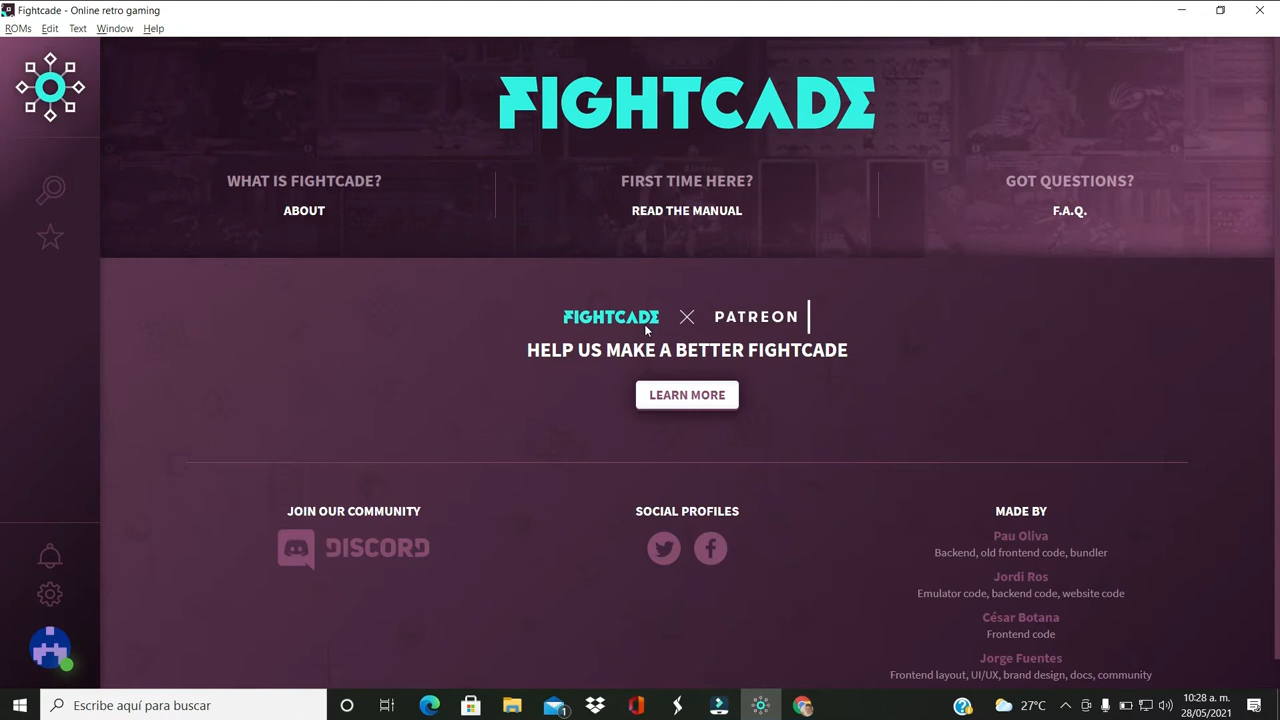 Fightcade - Online retro gaming
ROMs Edit Text Window Help
FIGHTCADE
WHAT IS FIGHTCADE? FIRST TIME HERE? GOT QUESTIONS?
ABOUT READ THE MANUAL F.A.Q.
FIGHTCADE PATREON
HELP US MAKE A BETTER FIGHTCADE
LEARN MORE
JOIN OUR COMMUNITY SOCIAL PROFILES MADE BY
DISCORD
Pau Oliva
Backend, old frontend code, bundler
Jordi Ros
Emulator code, backend code, website code
César Botana
Frontend code
Jorge Fuentes
Frontend layout, UI/UX, brand design, docs, community
Escribe aquí para buscar 1 27°C 10:28 a. m.
28/05/2021